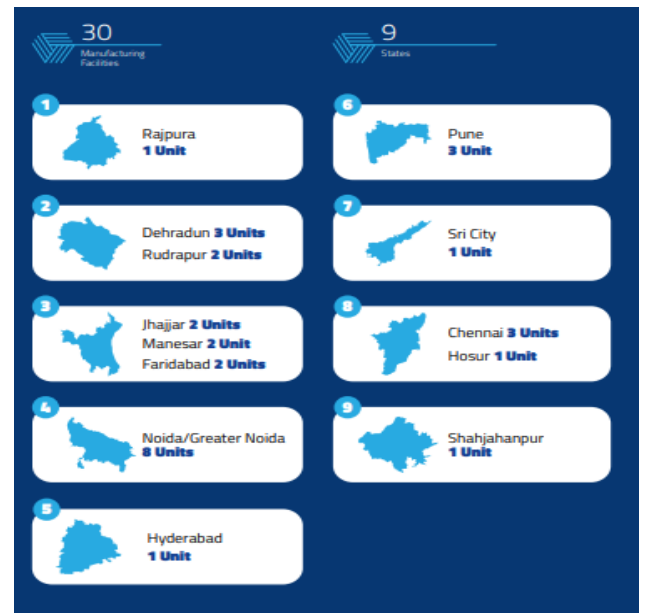 30
Manufacturing
Facilities
9
States
1
Rajpura
1 Unit
2
Dehradun 3 Units
Rudrapur 2 Units
3
Jhajjar 2 Units
Manesar 2 Unit
Faridabad 2 Units
4
Noida/Greater Noida
8 Units
5
Hyderabad
1 Unit
6
Pune
3 Unit
7
Sri City
1 Unit
8
Chennai 3 Units
Hosur 1 Unit
9
Shahjahanpur
1 Unit